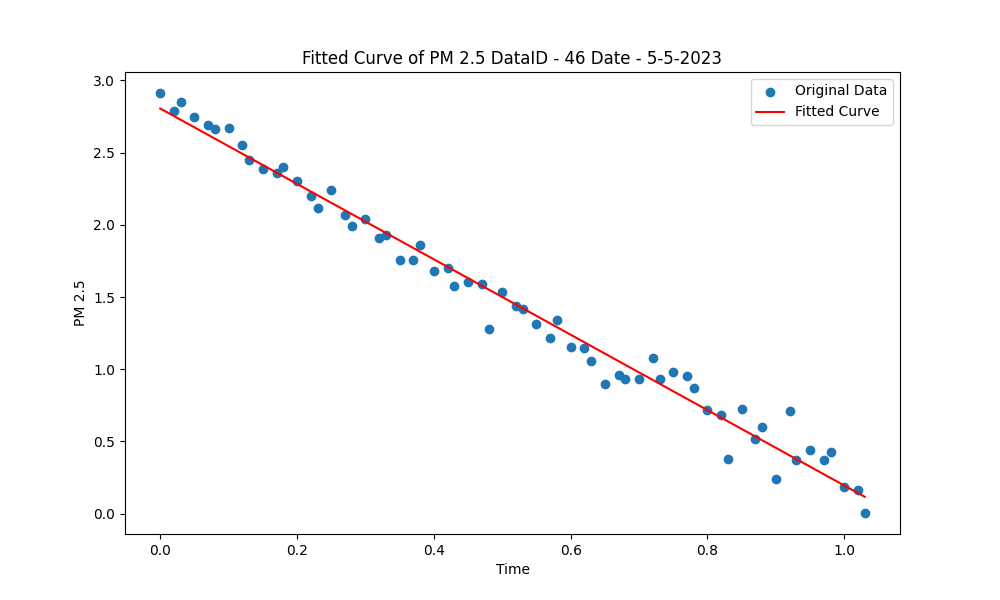 Fitted Curve of PM 2.5 DataID - 46 Date - 5-5-2023
Original Data
Fitted Curve
PM 2.5
3.0
2.5
2.0
1.5
1.0
0.5
0.0
0.0 0.2 0.4 0.6 0.8 1.0
Time